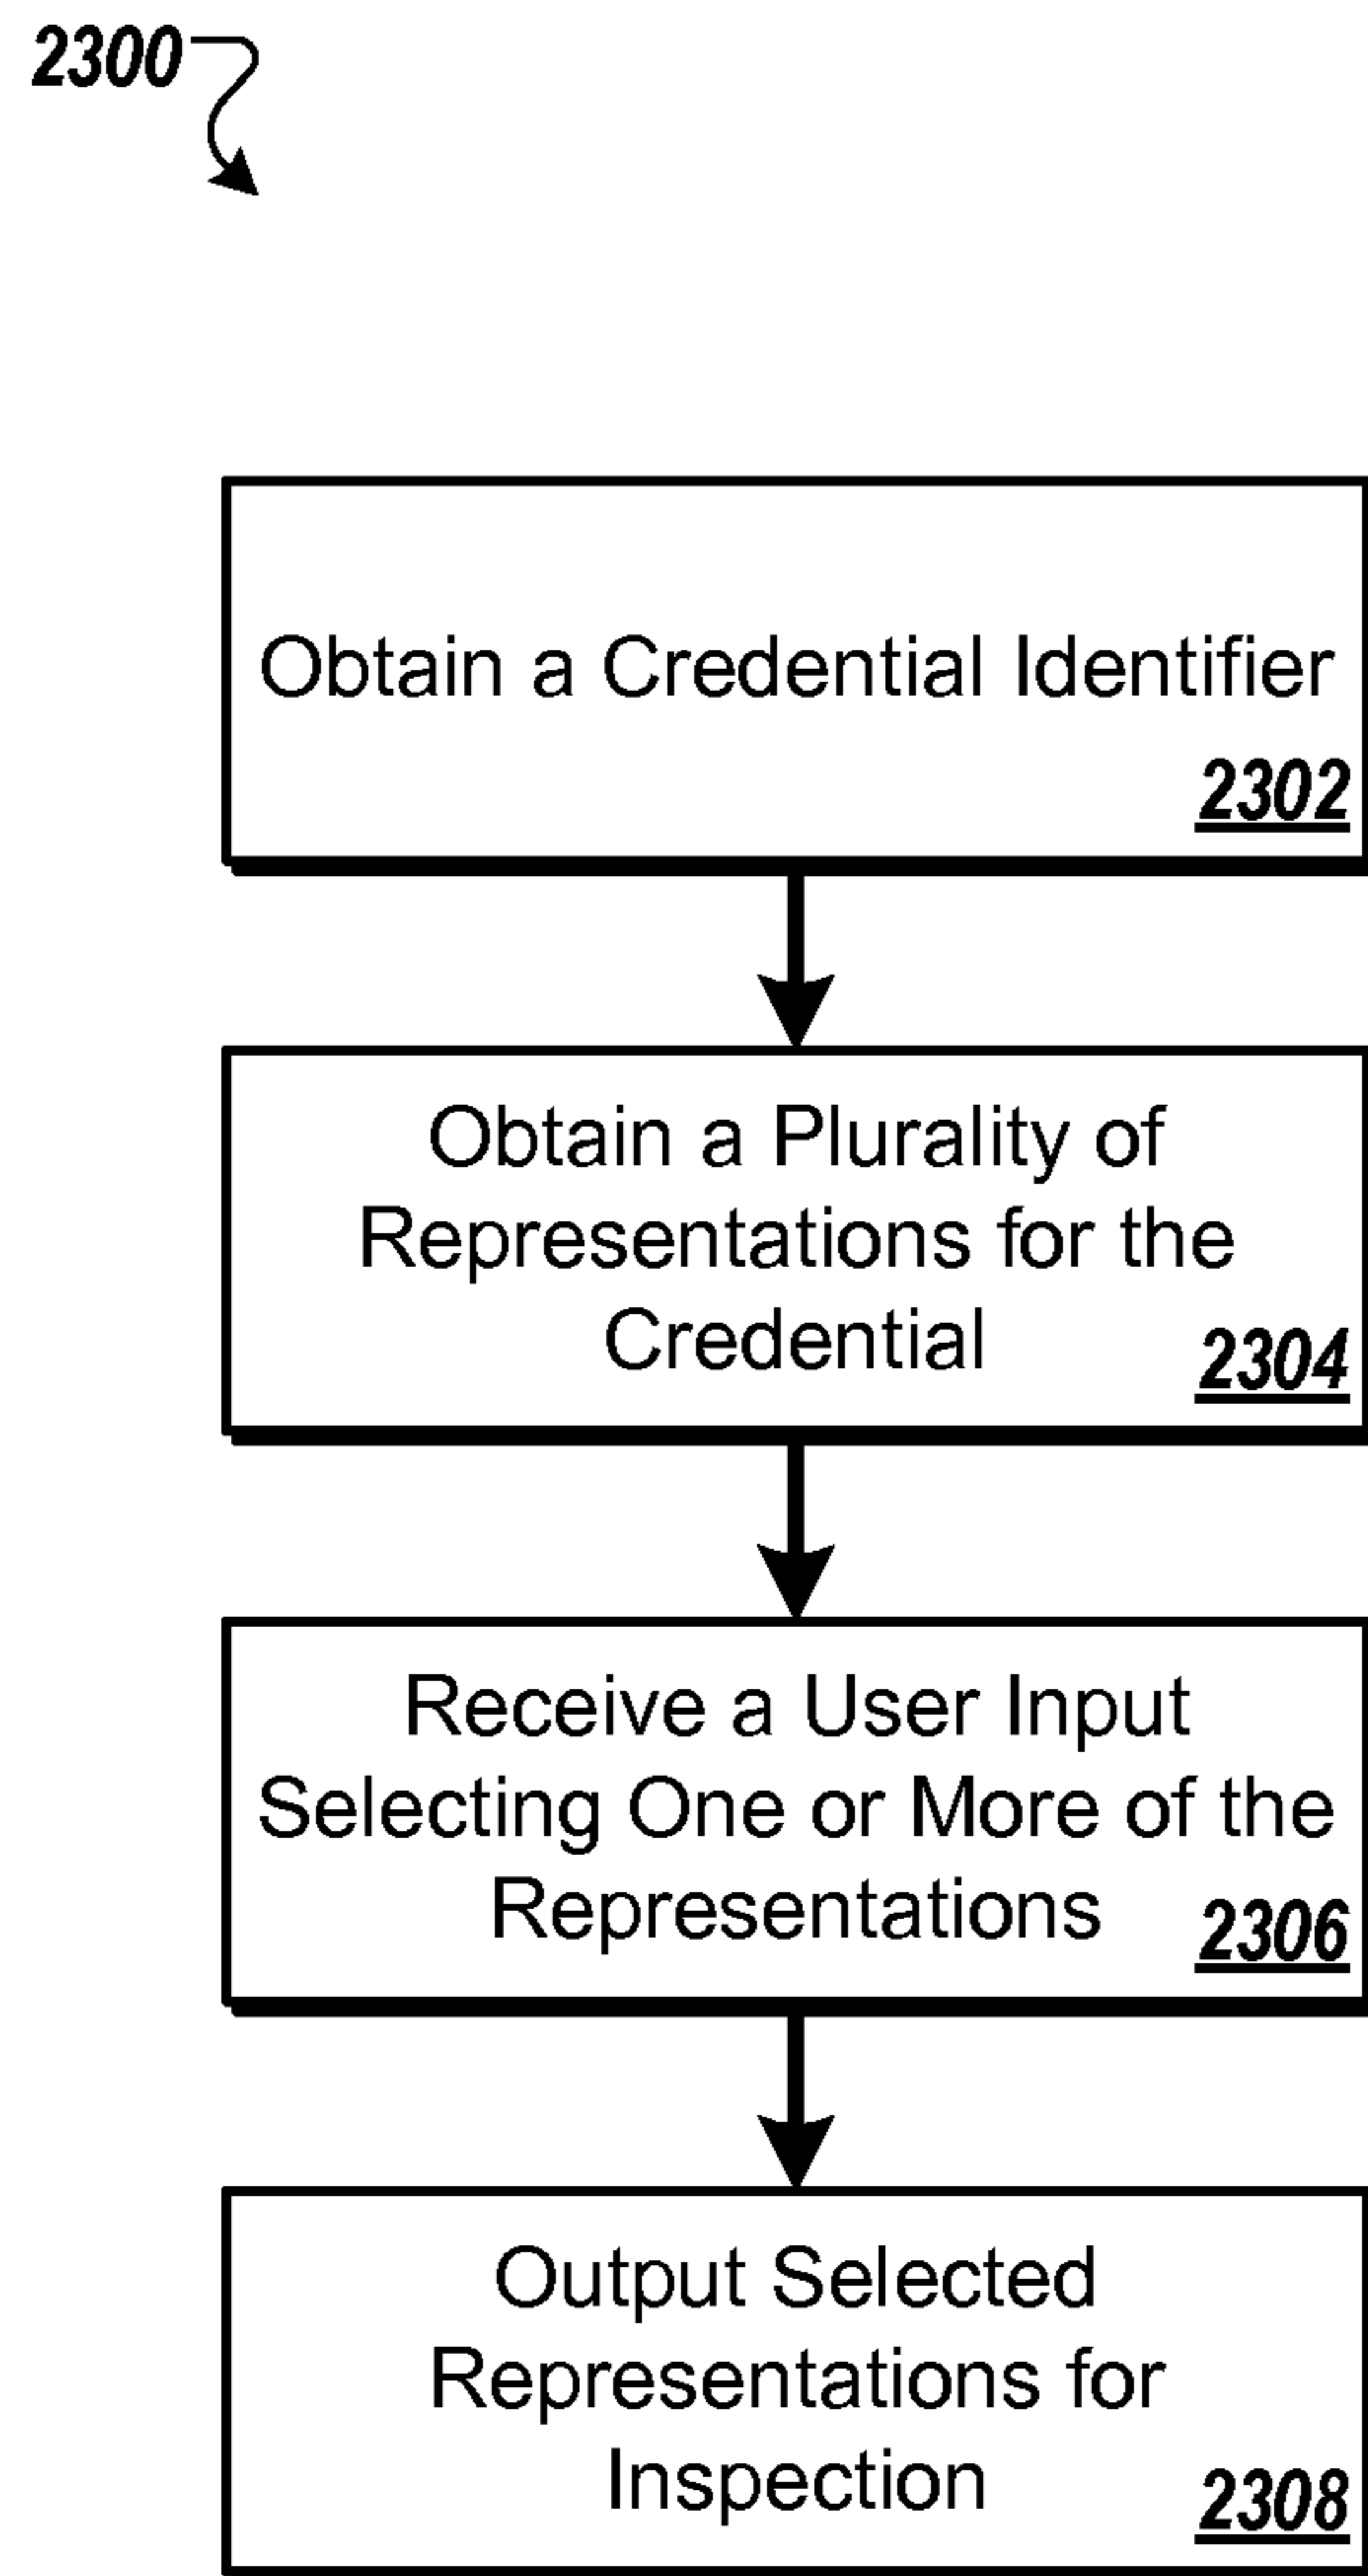 2300
Obtain a Credential Identifier
2302
Obtain a Plurality of
Representations for the
Credential
2304
Receive a User Input
Selecting One or More of the
Representations
2306
Output Selected
Representations for
Inspection
2308